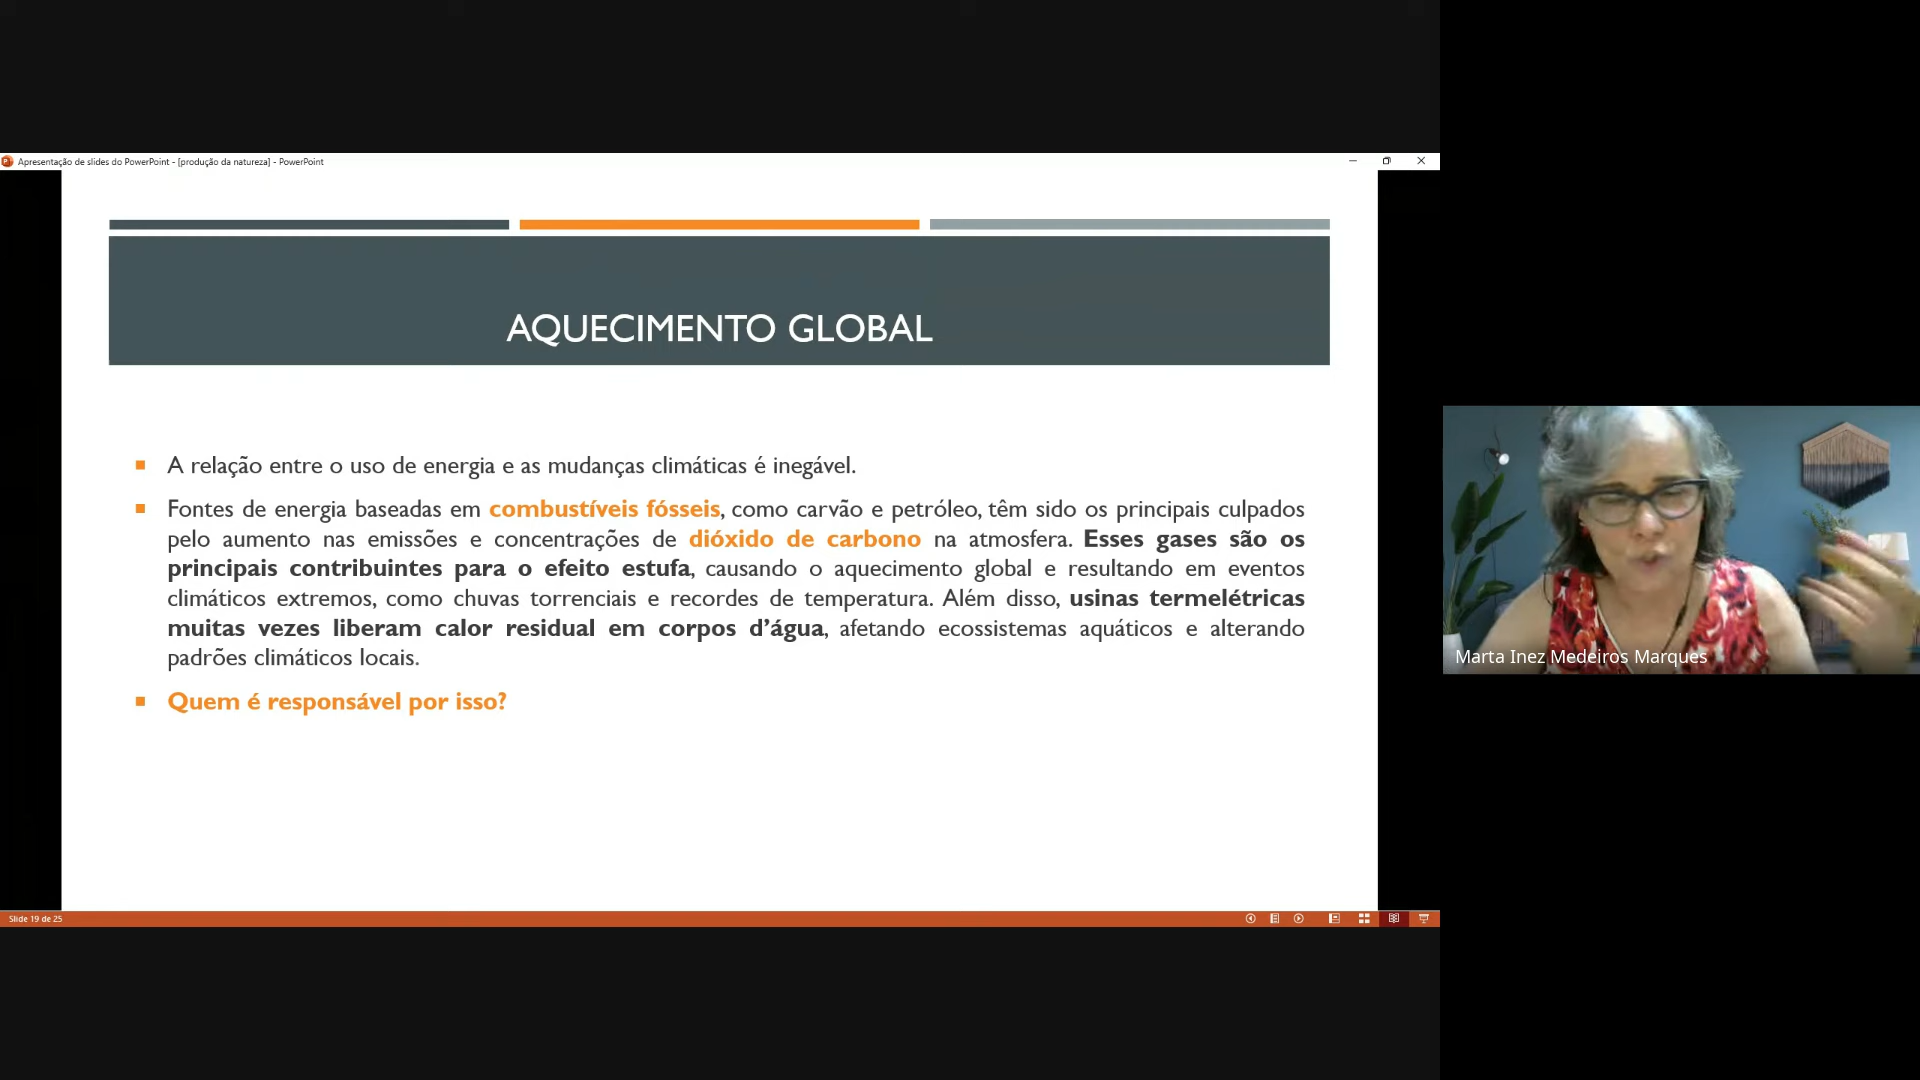 Apresentação de slides do PowerPoint - [produção da natureza] - PowerPoint
AQUECIMENTO GLOBAL
A relação entre o uso de energia e as mudanças climáticas é inegável.
Fontes de energia baseadas em combustíveis fósseis, como carvão e petróleo, têm sido os principais culpados
pelo aumento nas emissões e concentrações de dióxido de carbono na atmosfera. Esses gases são os
principais contribuintes para o efeito estufa, causando o aquecimento global e resultando em eventos
climáticos extremos, como chuvas torrenciais e recordes de temperatura. Além disso, usinas termelétricas
muitas vezes liberam calor residual em corpos d’água, afetando ecossistemas aquáticos e alterando
padrões climáticos locais.
Quem é responsável por isso?
Marta Inez Medeiros Marques
Slide 19 de 25